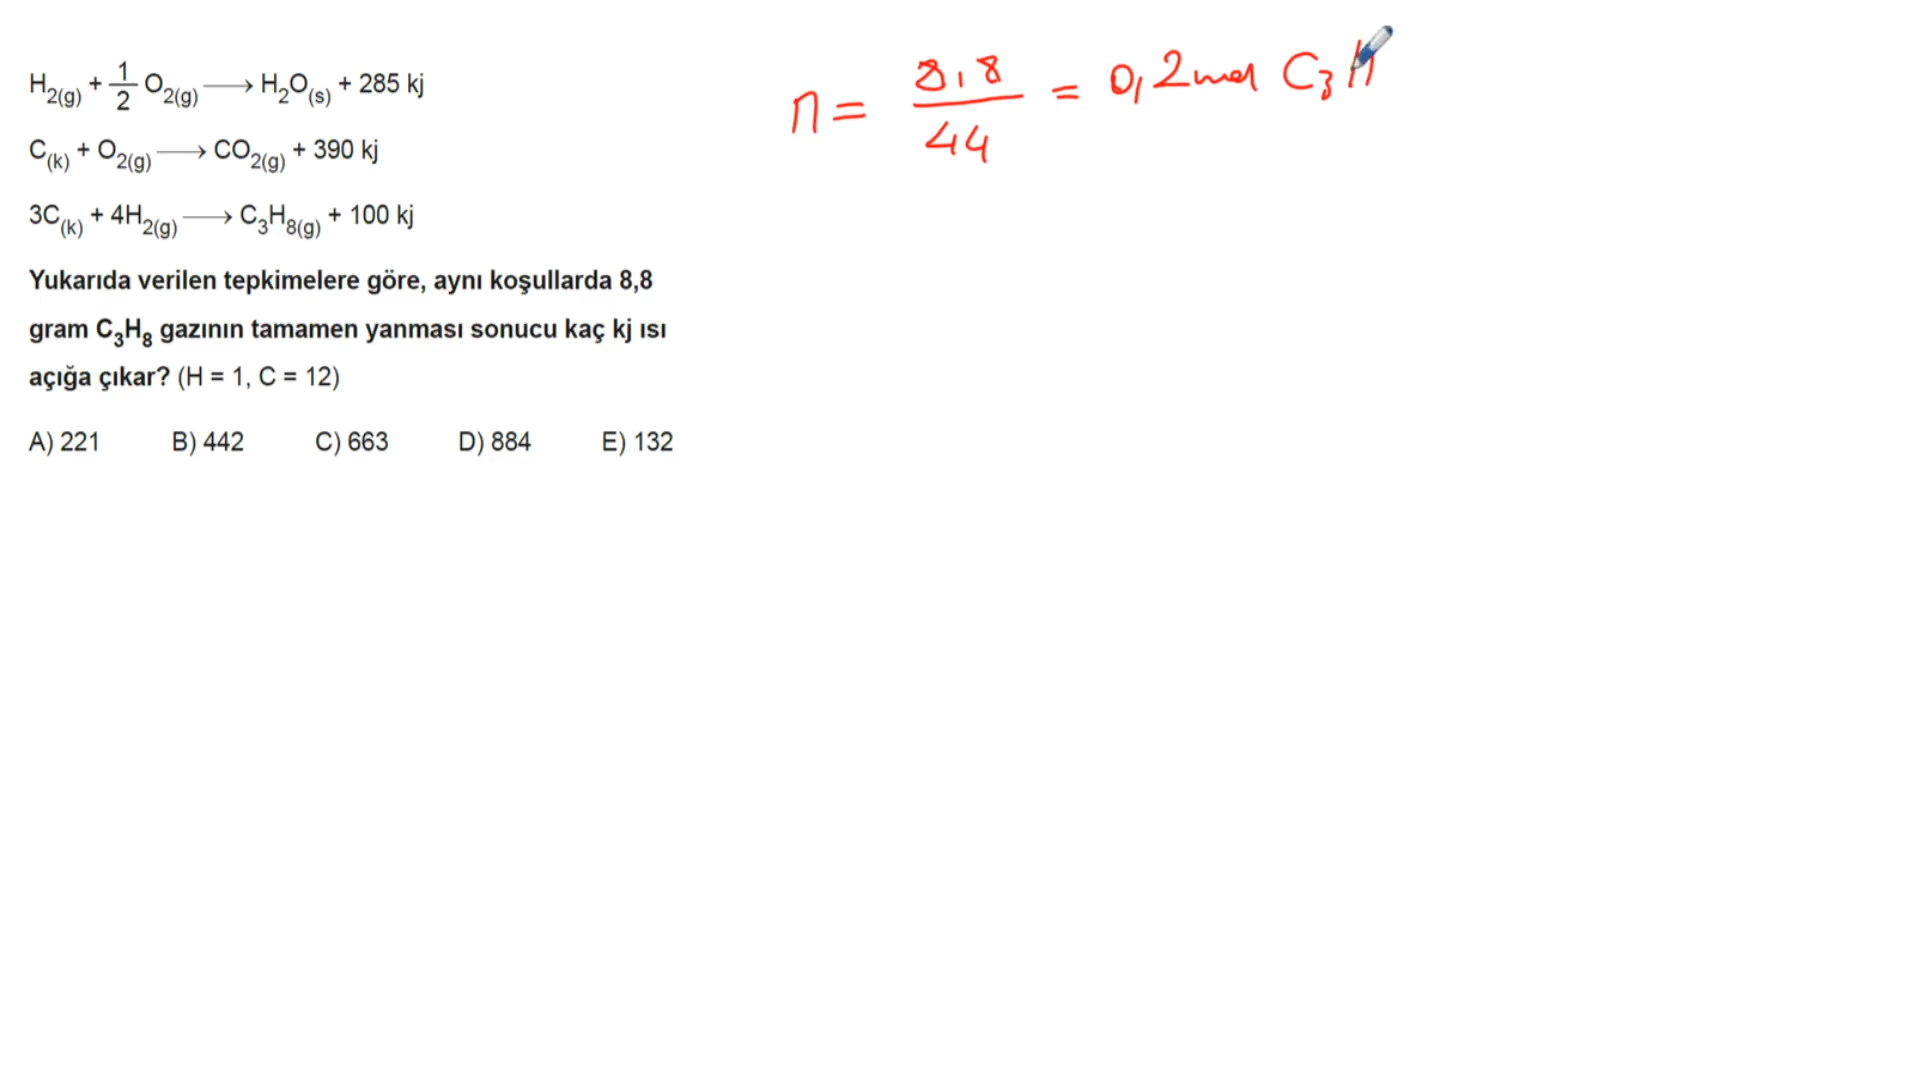 H2(g) + 1/2 O2(g) ⟶ H2O(s) + 285 kj
C(k) + O2(g) ⟶ CO2(g) + 390 kj
3C(k) + 4H2(g) ⟶ C3H8(g) + 100 kj
Yukarıda verilen tepkimelere göre, aynı koşullarda 8,8
gram C3H8 gazının tamamen yanması sonucu kaç kj ısı
açığa çıkar? (H = 1, C = 12)
A) 221 B) 442 C) 663 D) 884 E) 132
n = 8,8/44 = 0,2 mol C3H